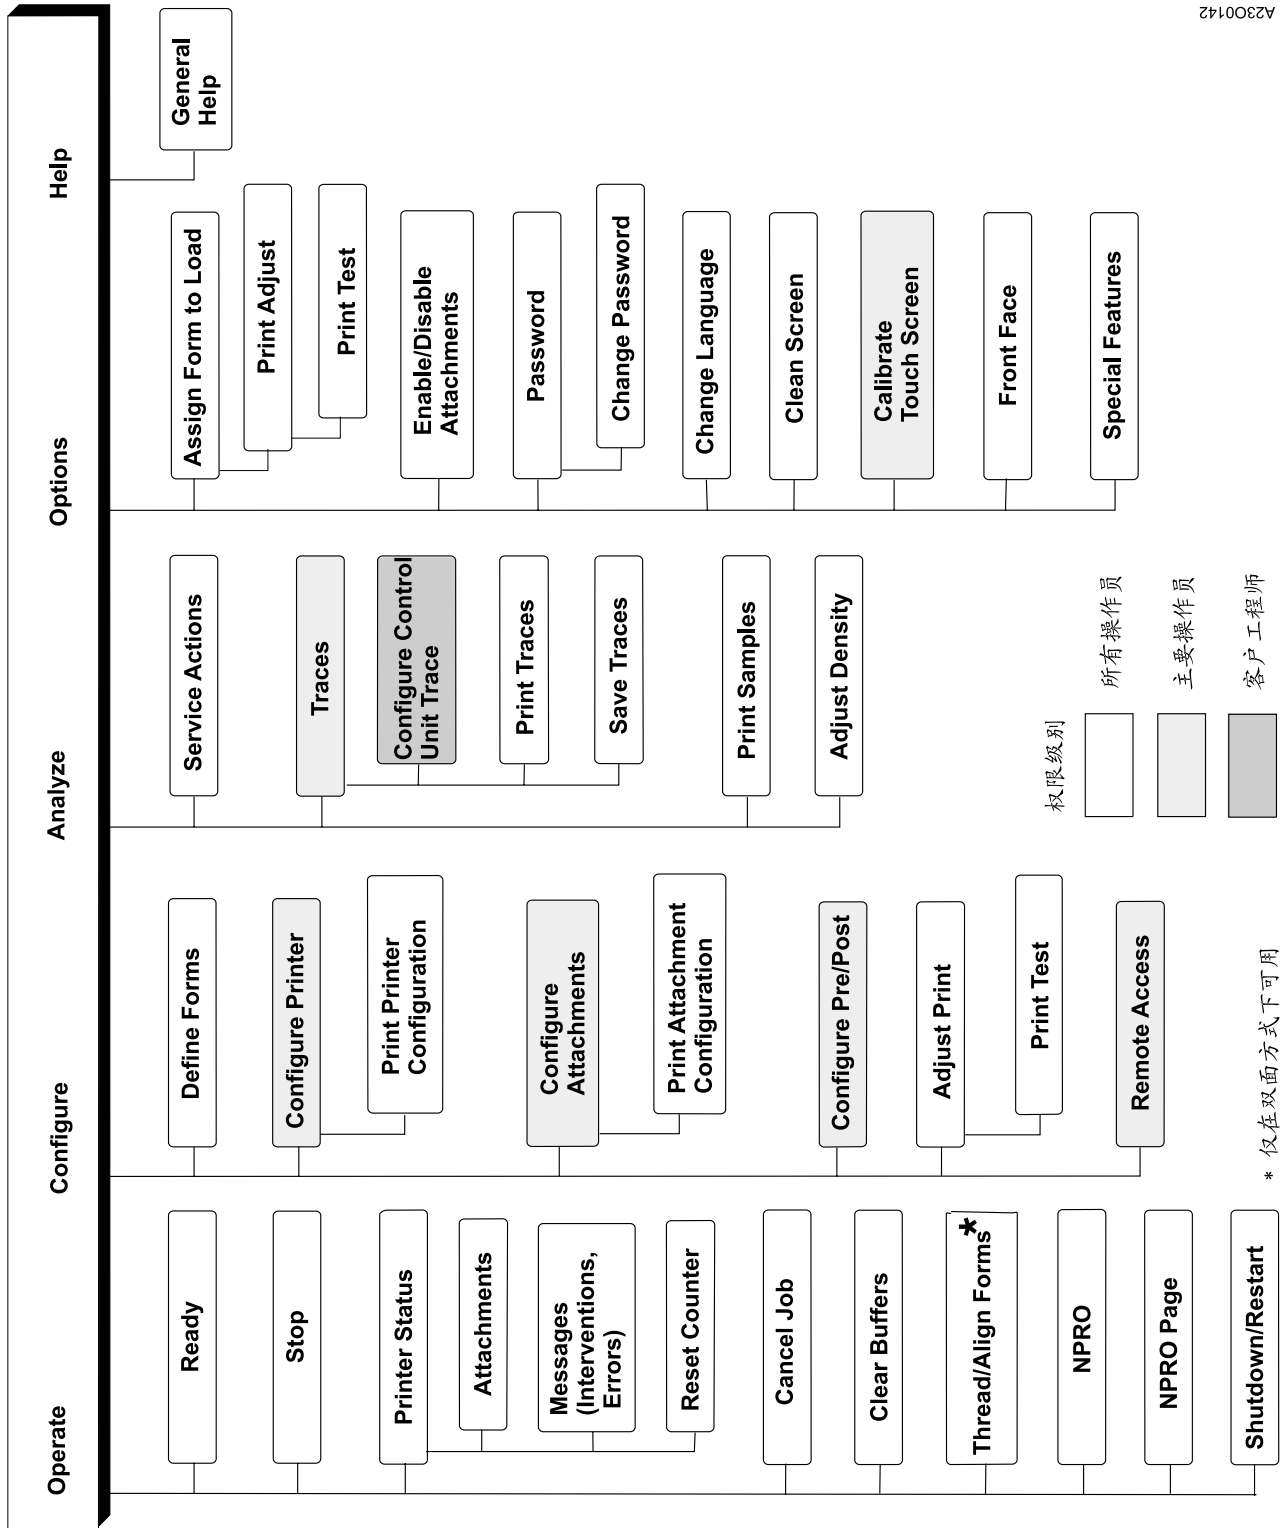 Operate
Configure
Analyze
Options
Help
Ready
Stop
Printer Status
Attachments
Messages
(Interventions,
Errors)
Reset Counter
Cancel Job
Clear Buffers
Thread/Align Forms*
NPRO
NPRO Page
Shutdown/Restart
Define Forms
Configure Printer
Print Printer
Configuration
Configure
Attachments
Print Attachment
Configuration
Configure Pre/Post
Adjust Print
Print Test
Remote Access
Service Actions
Traces
Configure Control
Unit Trace
Print Traces
Save Traces
Print Samples
Adjust Density
Assign Form to Load
Print Adjust
Print Test
Enable/Disable
Attachments
Password
Change Password
Change Language
Clean Screen
Calibrate
Touch Screen
Front Face
Special Features
General
Help
权限级别
所有操作员
主要操作员
客户工程师
* 仅在双面方式下可用
A23O0142